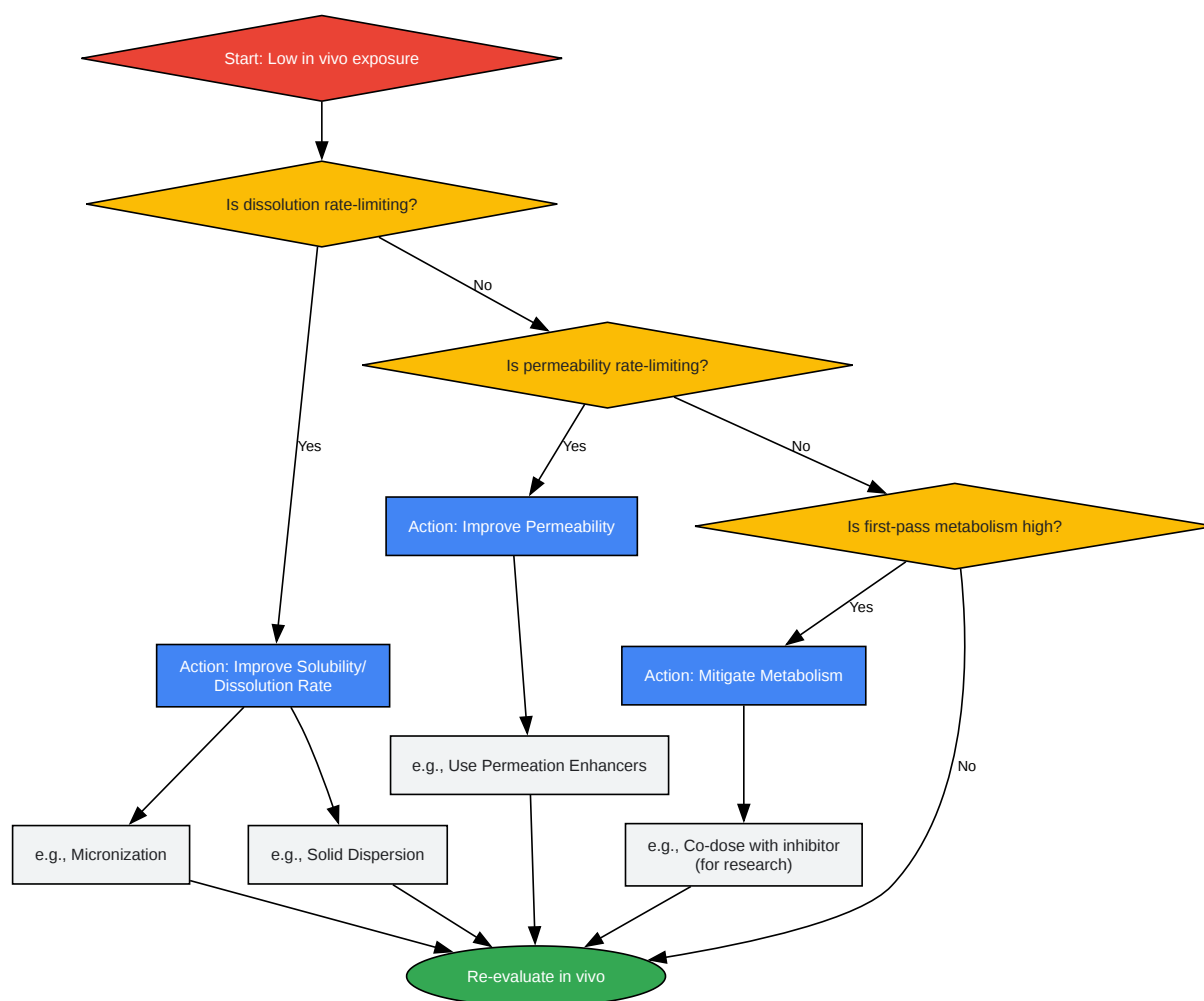 Start: Low in vivo exposure
Is dissolution rate-limiting?
No
Is permeability rate-limiting?
Yes
Yes
No
Action: Improve Permeability
Is first-pass metabolism high?
Yes
Action: Improve Solubility/
Dissolution Rate
Action: Mitigate Metabolism
e.g., Use Permeation Enhancers
No
e.g., Micronization
e.g., Solid Dispersion
e.g., Co-dose with inhibitor
(for research)
Re-evaluate in vivo